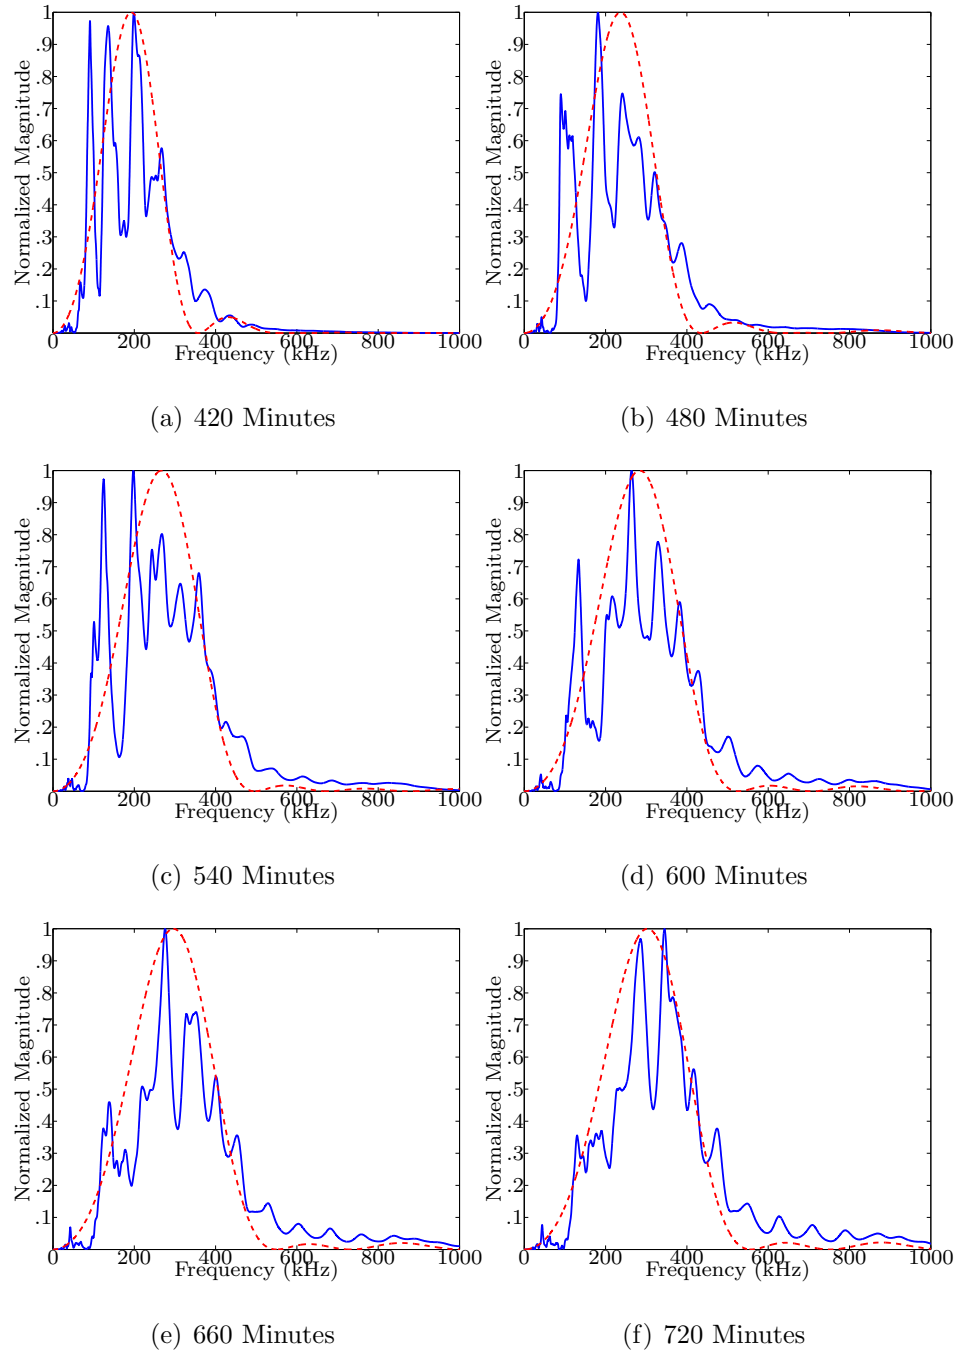 1
.9
.8
.7
.6
.5
.4
.3
.2
.1
Normalized Magnitude
0 200 400 600 800 1000
Frequency (kHz)
(a) 420 Minutes
1
.9
.8
.7
.6
.5
.4
.3
.2
.1
Normalized Magnitude
0 200 400 600 800 1000
Frequency (kHz)
(b) 480 Minutes
1
.9
.8
.7
.6
.5
.4
.3
.2
.1
Normalized Magnitude
0 200 400 600 800 1000
Frequency (kHz)
(c) 540 Minutes
1
.9
.8
.7
.6
.5
.4
.3
.2
.1
Normalized Magnitude
0 200 400 600 800 1000
Frequency (kHz)
(d) 600 Minutes
1
.9
.8
.7
.6
.5
.4
.3
.2
.1
Normalized Magnitude
0 200 400 600 800 1000
Frequency (kHz)
(e) 660 Minutes
1
.9
.8
.7
.6
.5
.4
.3
.2
.1
Normalized Magnitude
0 200 400 600 800 1000
Frequency (kHz)
(f) 720 Minutes